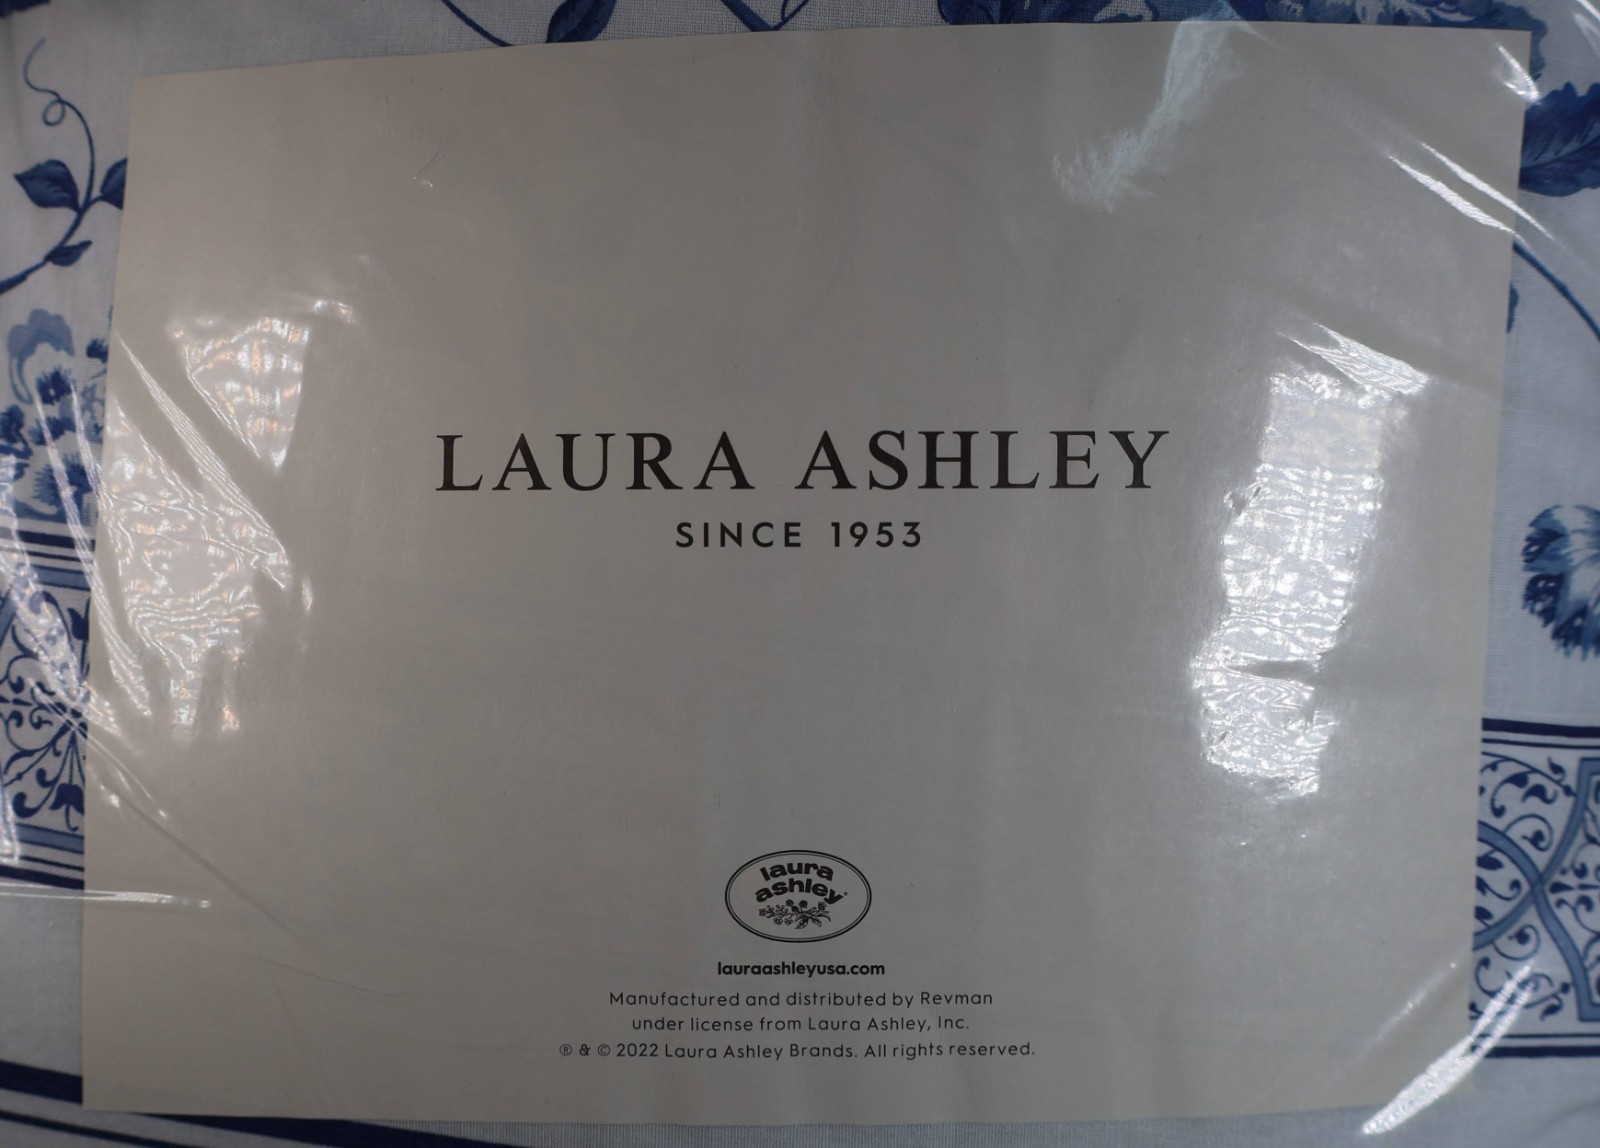 LAURA ASHLEY
SINCE 1953
laura
ashley®
lauraashleyusa.com
Manufactured and distributed by Revman
under license from Laura Ashley, Inc.
® & © 2022 Laura Ashley Brands. All rights reserved.